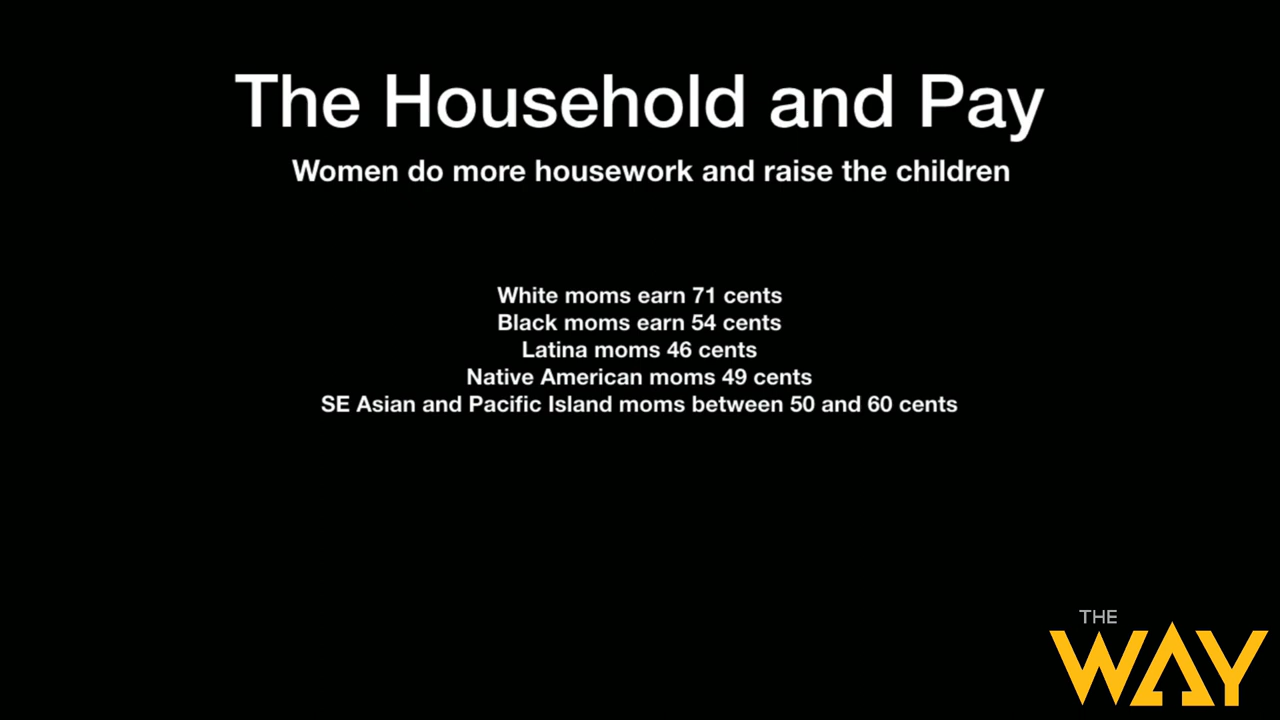 The Household and Pay
Women do more housework and raise the children
White moms earn 71 cents
Black moms earn 54 cents
Latina moms 46 cents
Native American moms 49 cents
SE Asian and Pacific Island moms between 50 and 60 cents
THE
WAY